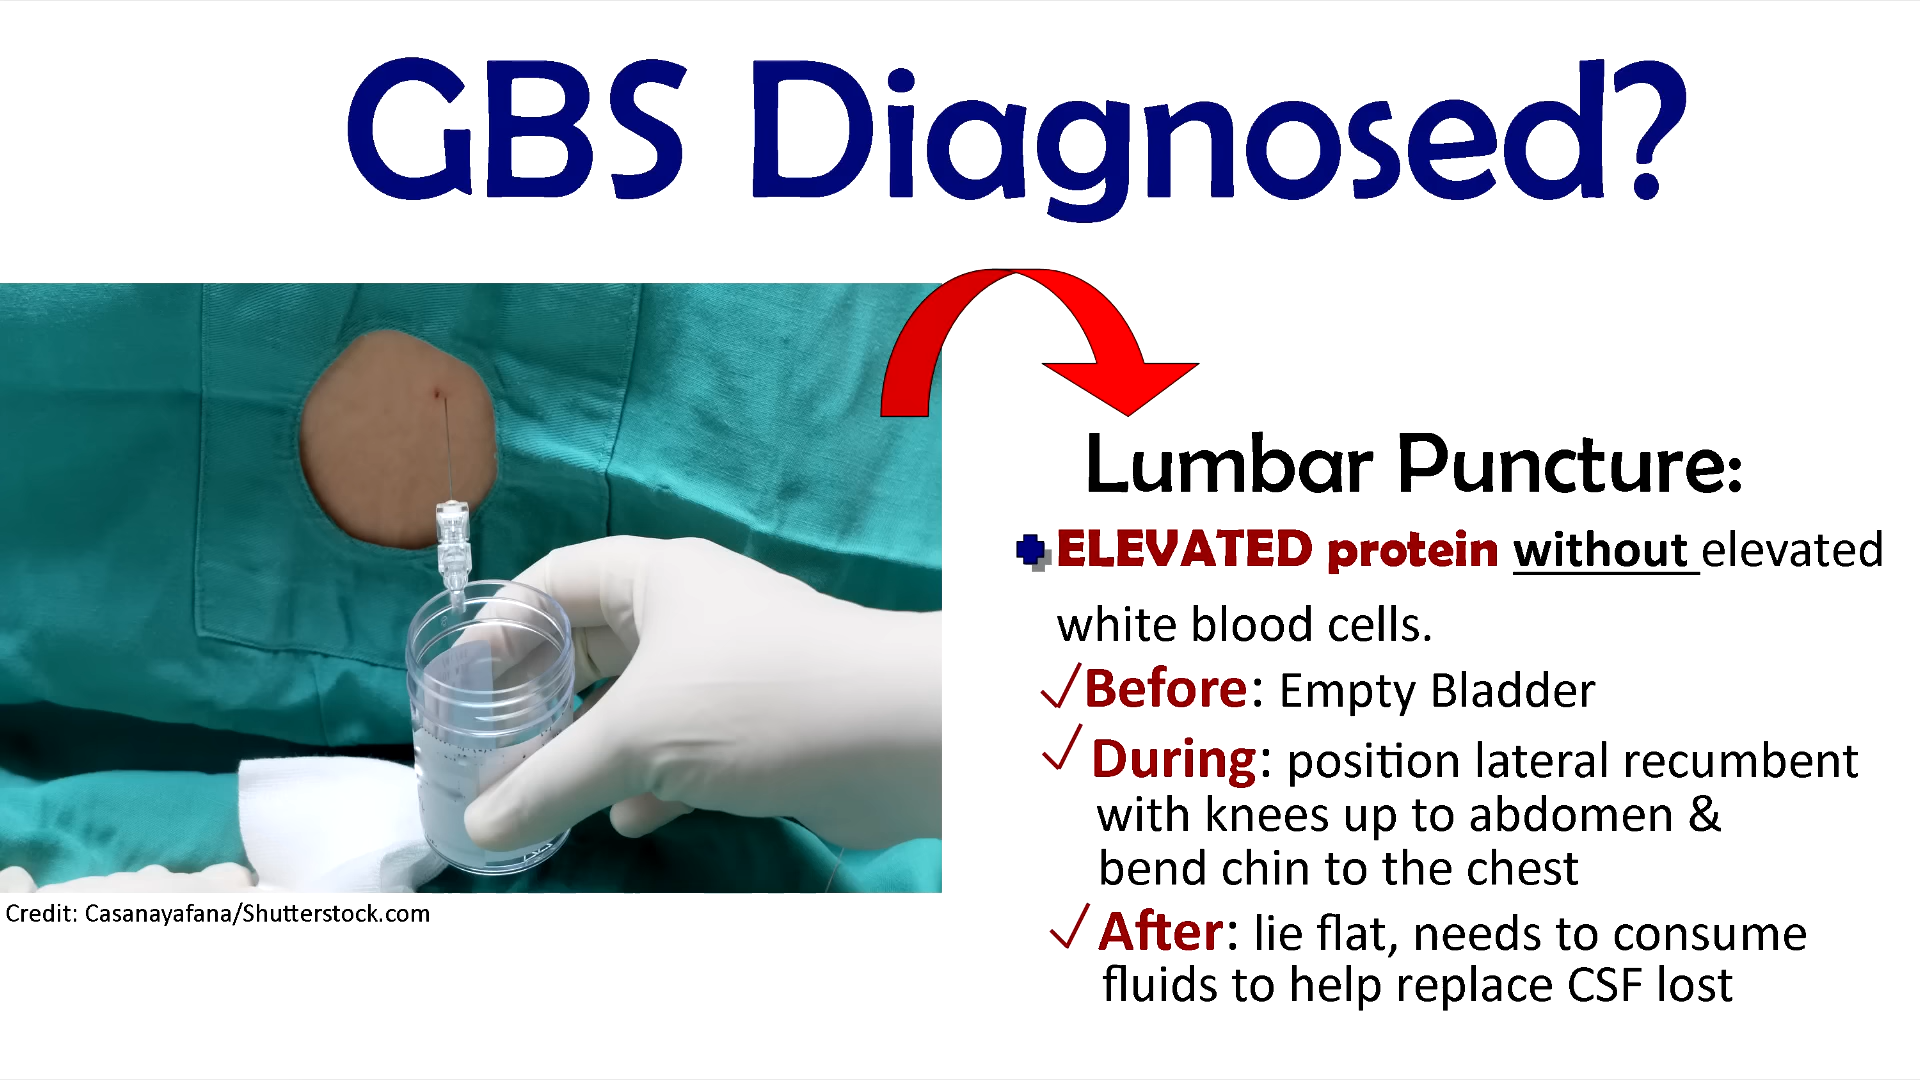 GBS Diagnosed?
Lumbar Puncture:
ELEVATED protein without elevated
white blood cells.
Before: Empty Bladder
During: position lateral recumbent
with knees up to abdomen &
bend chin to the chest
After: lie flat, needs to consume
fluids to help replace CSF lost
Credit: Casanayafana/Shutterstock.com